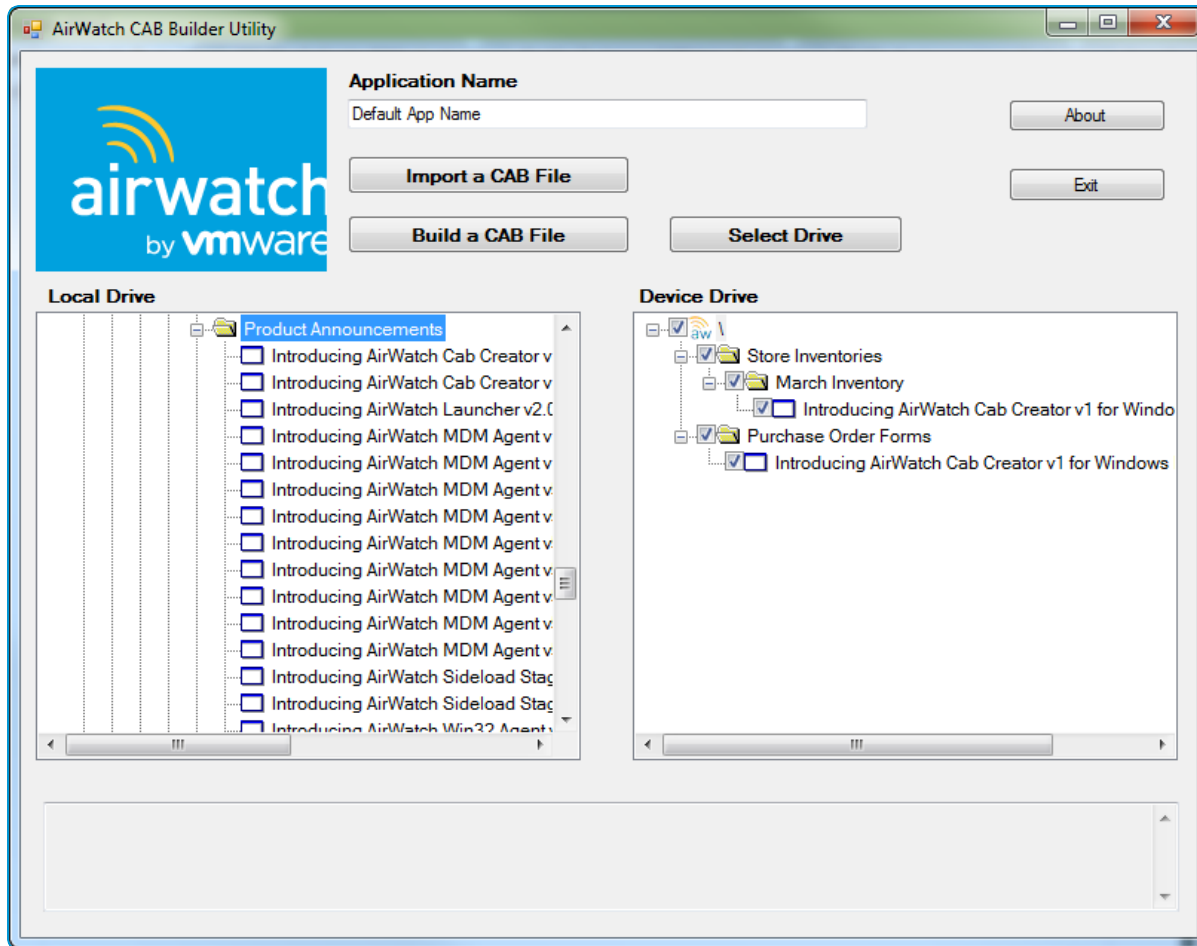 AirWatch CAB Builder Utility
Application Name
Default App Name
About
airwatch
by vmware
Import a CAB File
Exit
Build a CAB File
Select Drive
Local Drive
Product Announcements
Introducing AirWatch Cab Creator v
Introducing AirWatch Cab Creator v
Introducing AirWatch Launcher v2.0
Introducing AirWatch MDM Agent v
Introducing AirWatch MDM Agent v
Introducing AirWatch MDM Agent v
Introducing AirWatch MDM Agent v
Introducing AirWatch MDM Agent v
Introducing AirWatch MDM Agent v
Introducing AirWatch MDM Agent v
Introducing AirWatch MDM Agent v
Introducing AirWatch MDM Agent v
Introducing AirWatch Sideload Stag
Introducing AirWatch Sideload Stag
Introducing AirWatch Win32 Agent v
Device Drive
aw \
Store Inventories
March Inventory
Introducing AirWatch Cab Creator v1 for Windo
Purchase Order Forms
Introducing AirWatch Cab Creator v1 for Windows